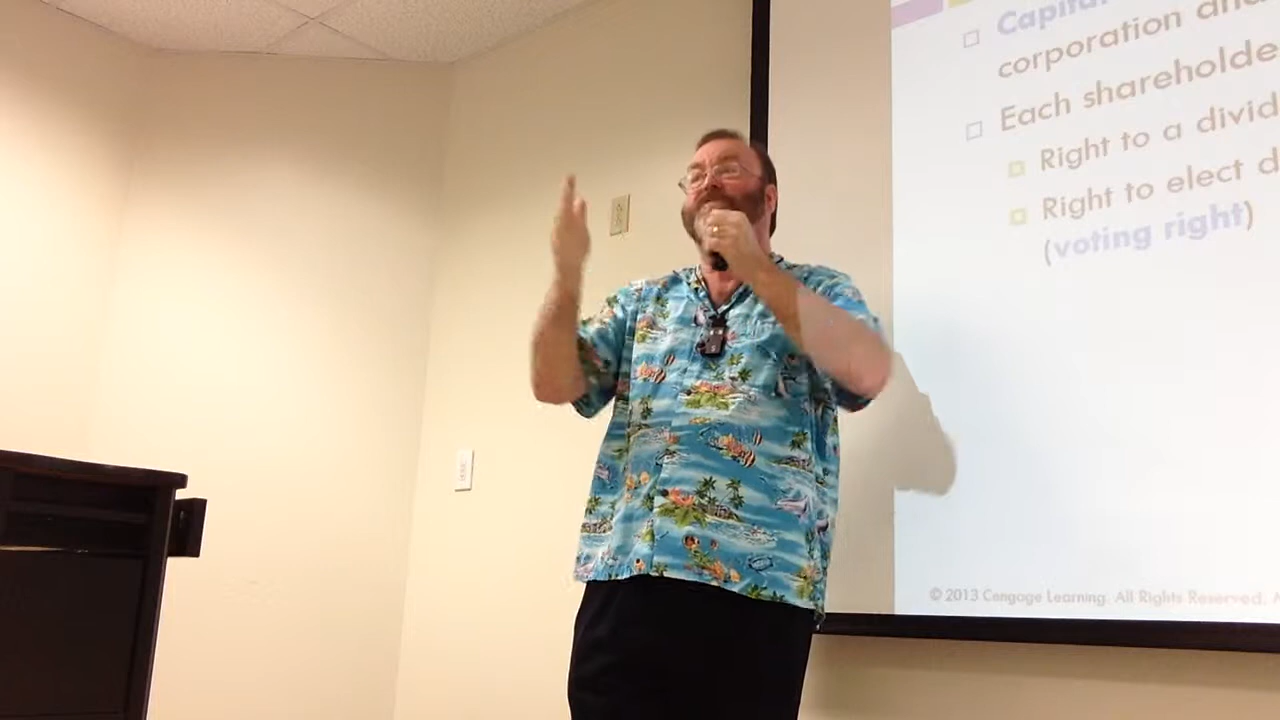 Capital
corporation and
Each shareholde
Right to a divid
Right to elect d
(voting right)
© 2013 Cengage Learning. All Rights Reserved.